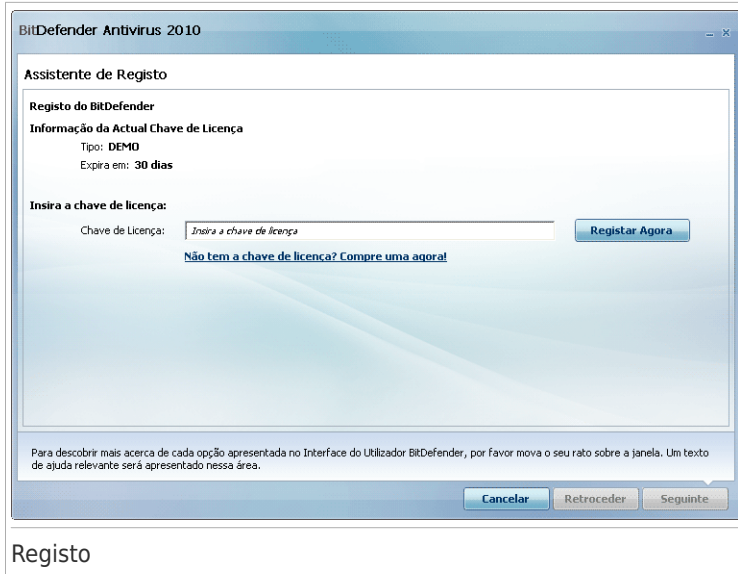 BitDefender Antivirus 2010
Assistente de Registo
Registo do BitDefender
Informação da Actual Chave de Licença
Tipo: DEMO
Expira em: 30 dias
Insira a chave de licença:
Chave de Licença: Insira a chave de licença Registar Agora
Não tem a chave de licença? Compre uma agora!
Para descobrir mais acerca de cada opção apresentada no Interface do Utilizador BitDefender, por favor mova o seu rato sobre a janela. Um texto
de ajuda relevante será apresentado nessa área.
Cancelar Retroceder Seguinte
Registo